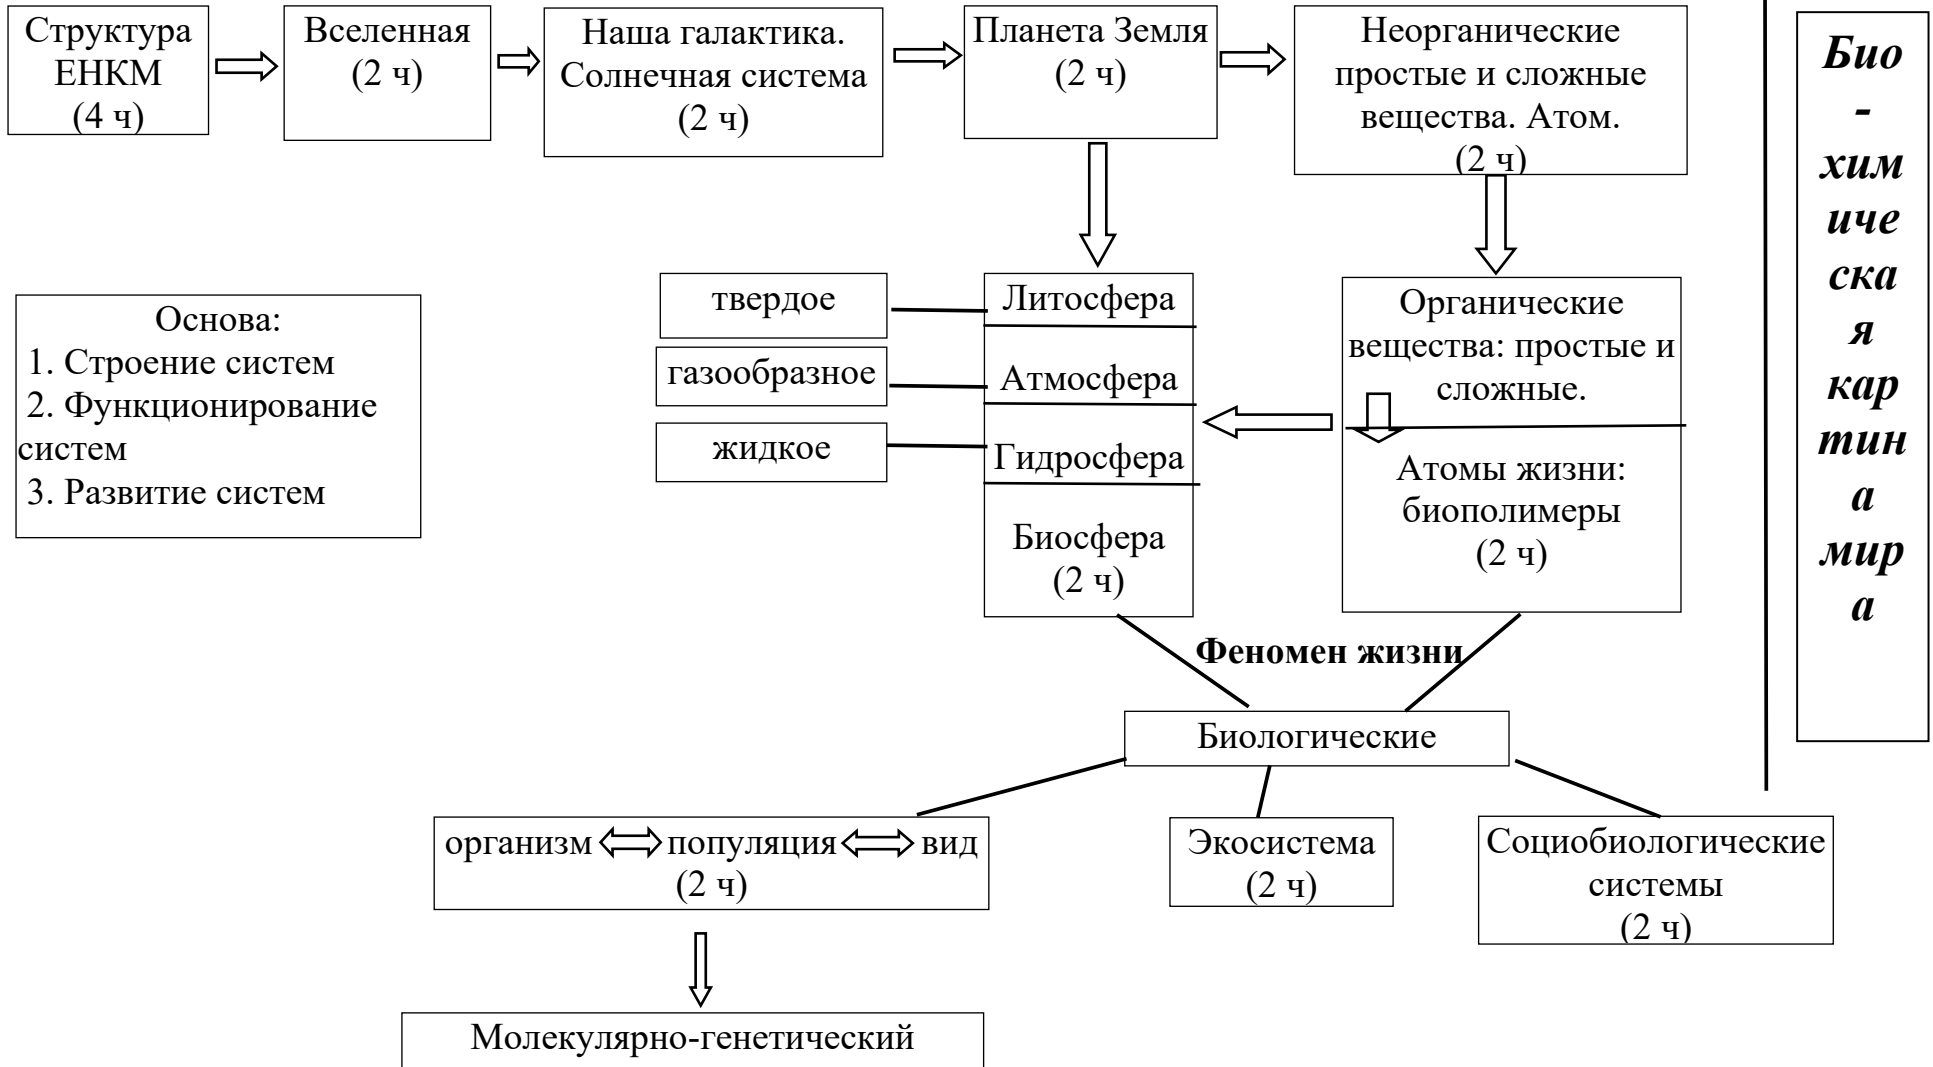 Структура
ЕНКМ
(4 ч)
Вселенная
(2 ч)
Наша галактика.
Солнечная система
(2 ч)
Планета Земля
(2 ч)
Неорганические
простые и сложные
вещества. Атом.
(2 ч)
Био
-
хим
иче
ска
я
кар
тин
а
мир
а
Основа:
1. Строение систем
2. Функционирование
систем
3. Развитие систем
твердое
газообразное
жидкое
Литосфера
Атмосфера
Гидросфера
Биосфера
(2 ч)
Органические
вещества: простые и
сложные.
Атомы жизни:
биополимеры
(2 ч)
Феномен жизни
Биологические
организм популяция вид
(2 ч)
Экосистема
(2 ч)
Социобиологические
системы
(2 ч)
Молекулярно-генетический